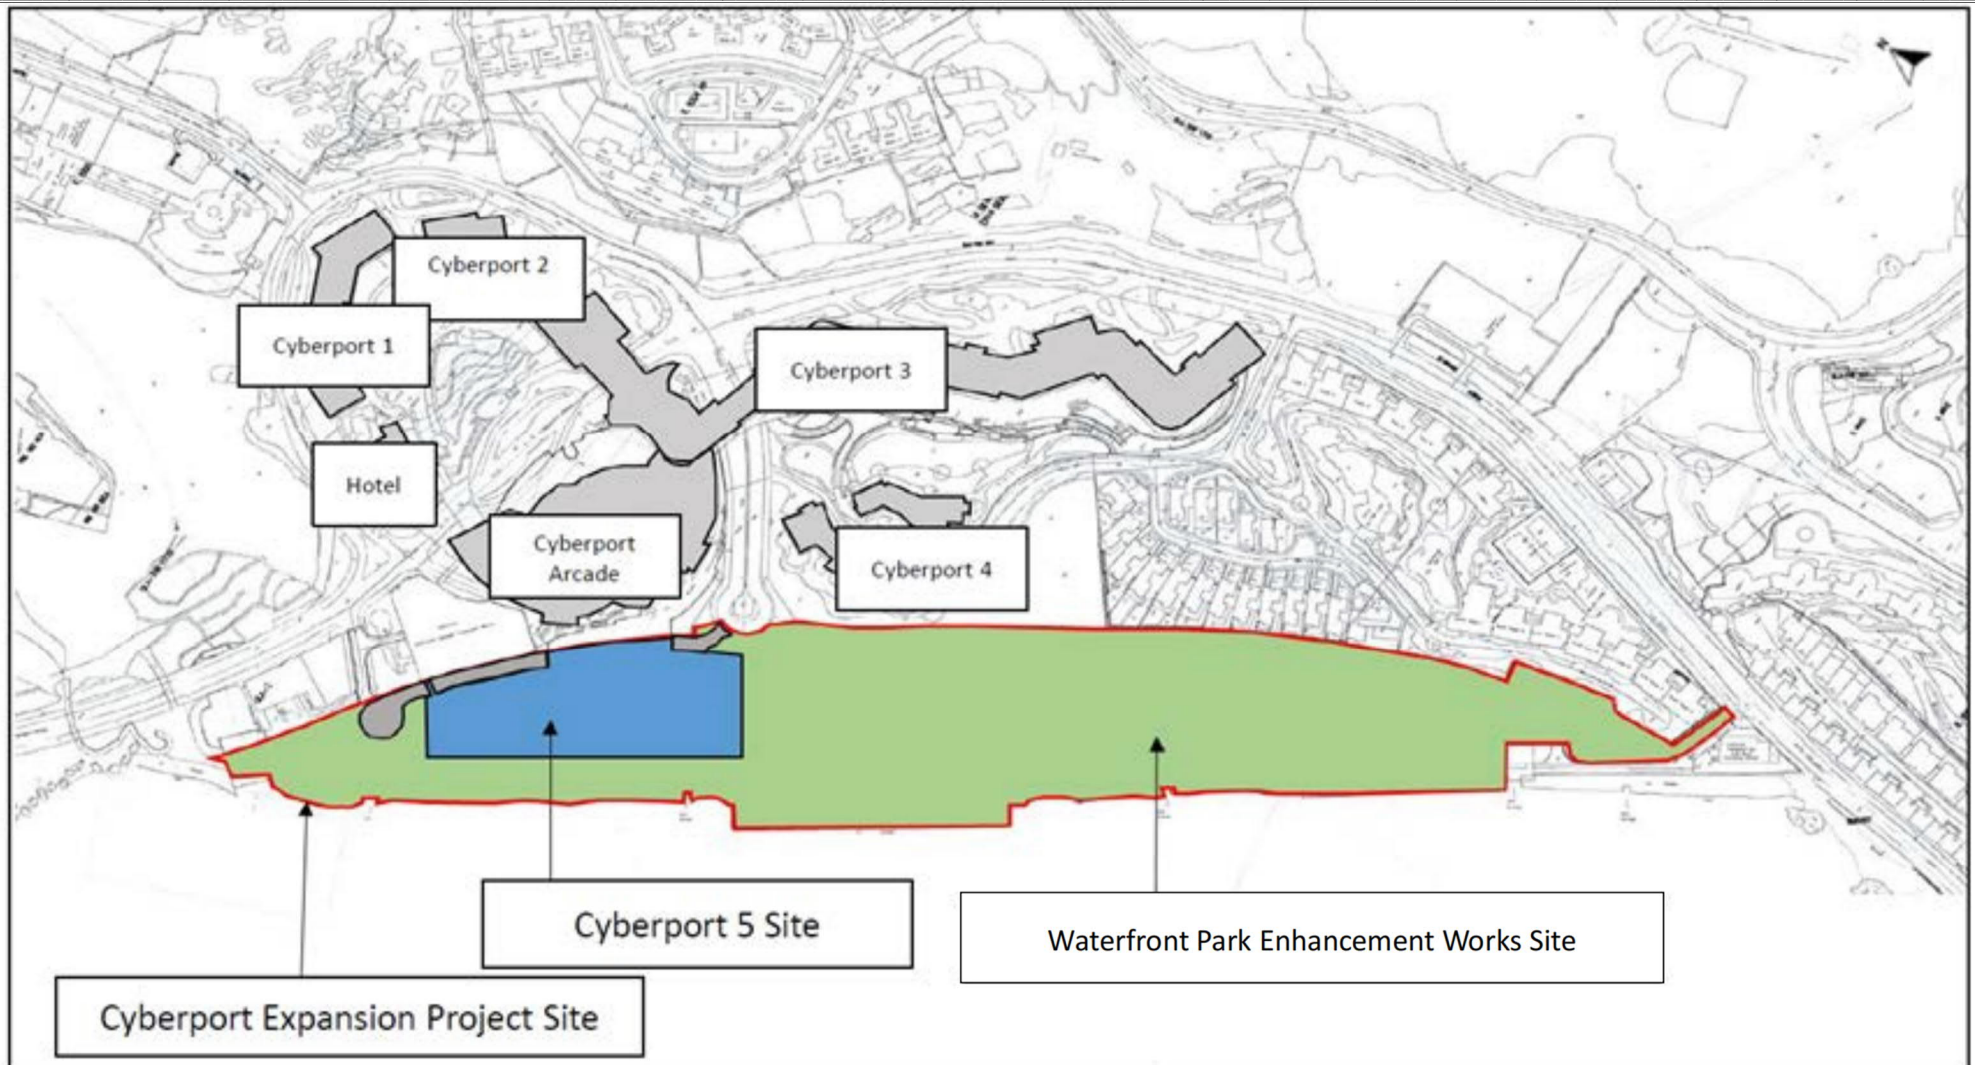 N
Cyberport 2
Cyberport 1
Cyberport 3
Hotel
Cyberport
Arcade
Cyberport 4
Cyberport 5 Site
Waterfront Park Enhancement Works Site
Cyberport Expansion Project Site